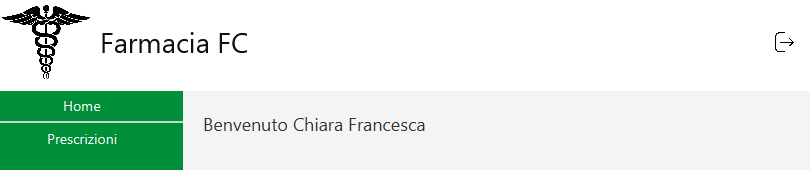 Farmacia FC
Home
Prescrizioni
Benvenuto Chiara Francesca